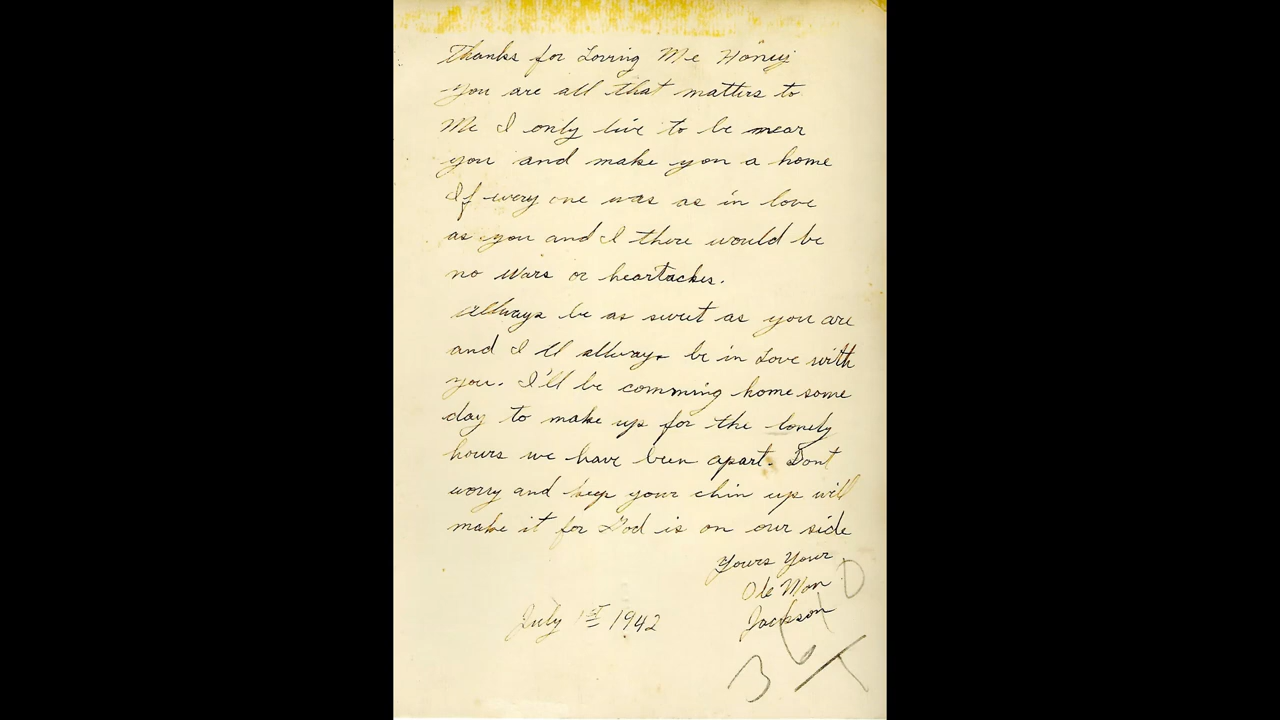 Thanks for Loving Me Honey
You are all that matters to
Me I only live to be near
you and make you a home
If every one was as in love
as you and I there would be
no Wars or heartaches.
Allways be as sweet as you are
and I ll allways be in Love with
you. I'll be comming home some
day to make up for the lonely
hours we have been apart. Dont
worry and keep your chin up will
make it for God is on our side
Yours Your
Ole Man
Jackson
July 1st 1942